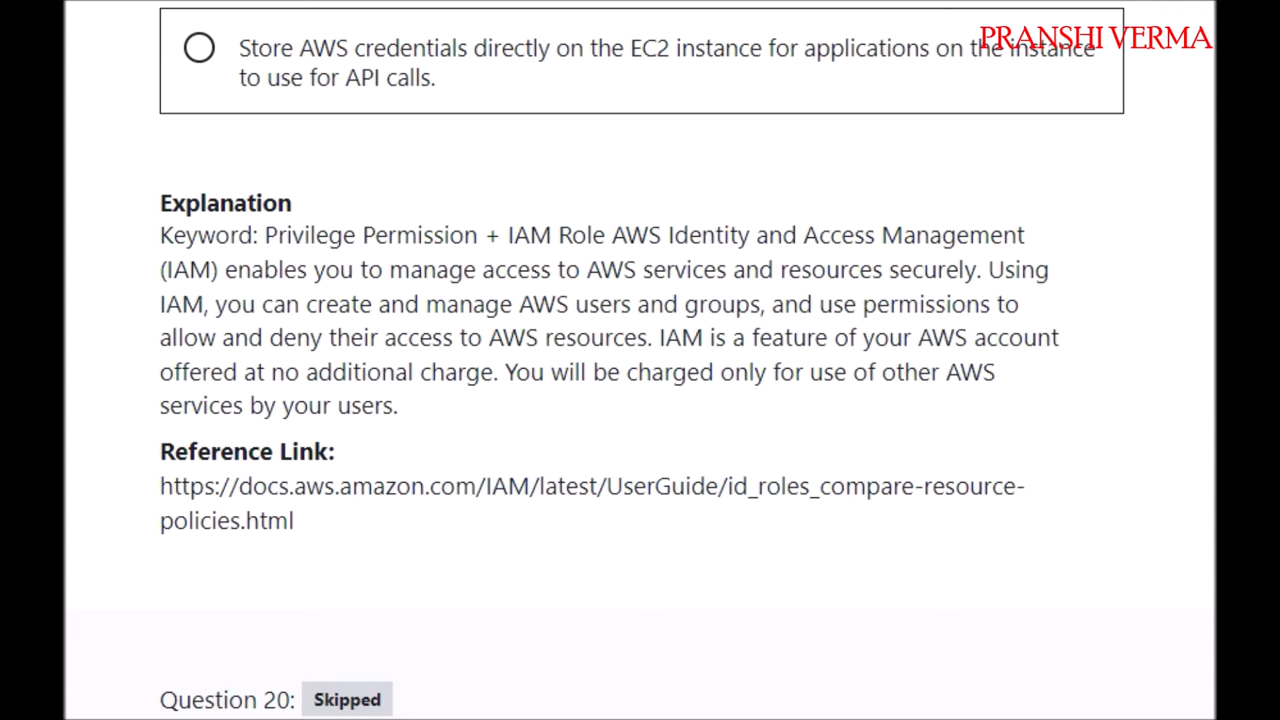 PRANSHI VERMA
Store AWS credentials directly on the EC2 instance for applications on the instance
to use for API calls.
Explanation
Keyword: Privilege Permission + IAM Role AWS Identity and Access Management
(IAM) enables you to manage access to AWS services and resources securely. Using
IAM, you can create and manage AWS users and groups, and use permissions to
allow and deny their access to AWS resources. IAM is a feature of your AWS account
offered at no additional charge. You will be charged only for use of other AWS
services by your users.
Reference Link:
https://docs.aws.amazon.com/IAM/latest/UserGuide/id_roles_compare-resource-
policies.html
Question 20: Skipped